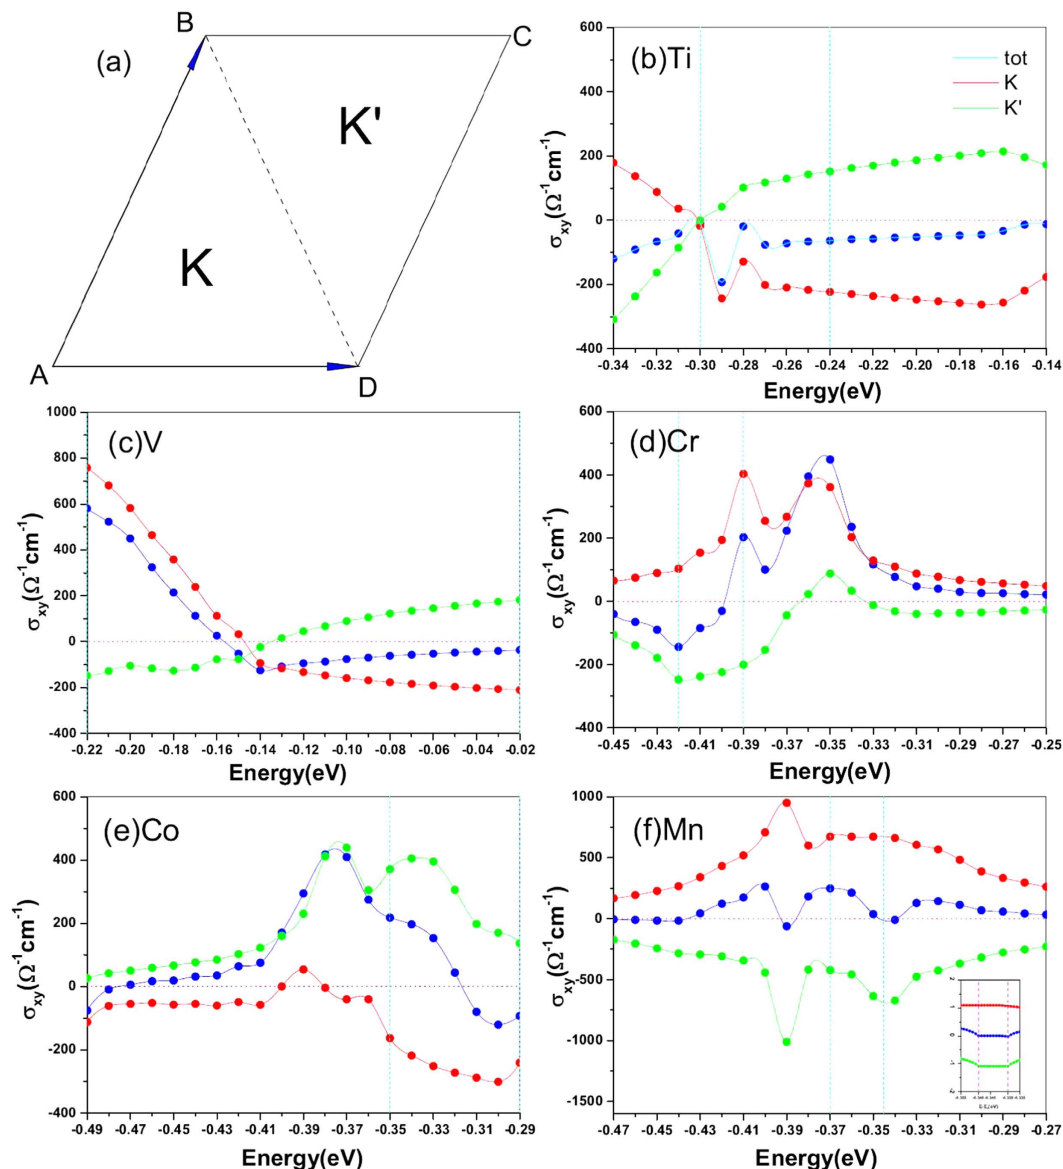 (a)
B
C
K'
K
A
D
(b)Ti
tot
K
K'
600
400
200
0
-200
-400
σxy(Ω⁻¹cm⁻¹)
-0.34 -0.32 -0.30 -0.28 -0.26 -0.24 -0.22 -0.20 -0.18 -0.16 -0.14
Energy(eV)
(c)V
1000
800
600
400
200
0
-200
-400
σxy(Ω⁻¹cm⁻¹)
-0.22 -0.20 -0.18 -0.16 -0.14 -0.12 -0.10 -0.08 -0.06 -0.04 -0.02
Energy(eV)
(d)Cr
600
400
200
0
-200
-400
σxy(Ω⁻¹cm⁻¹)
-0.45 -0.43 -0.41 -0.39 -0.37 -0.35 -0.33 -0.31 -0.29 -0.27 -0.25
Energy(eV)
(e)Co
600
400
200
0
-200
-400
σxy(Ω⁻¹cm⁻¹)
-0.49 -0.47 -0.45 -0.43 -0.41 -0.39 -0.37 -0.35 -0.33 -0.31 -0.29
Energy(eV)
(f)Mn
1000
500
0
-500
-1000
-1500
σxy(Ω⁻¹cm⁻¹)
-0.47 -0.45 -0.43 -0.41 -0.39 -0.37 -0.35 -0.33 -0.31 -0.29 -0.27
Energy(eV)